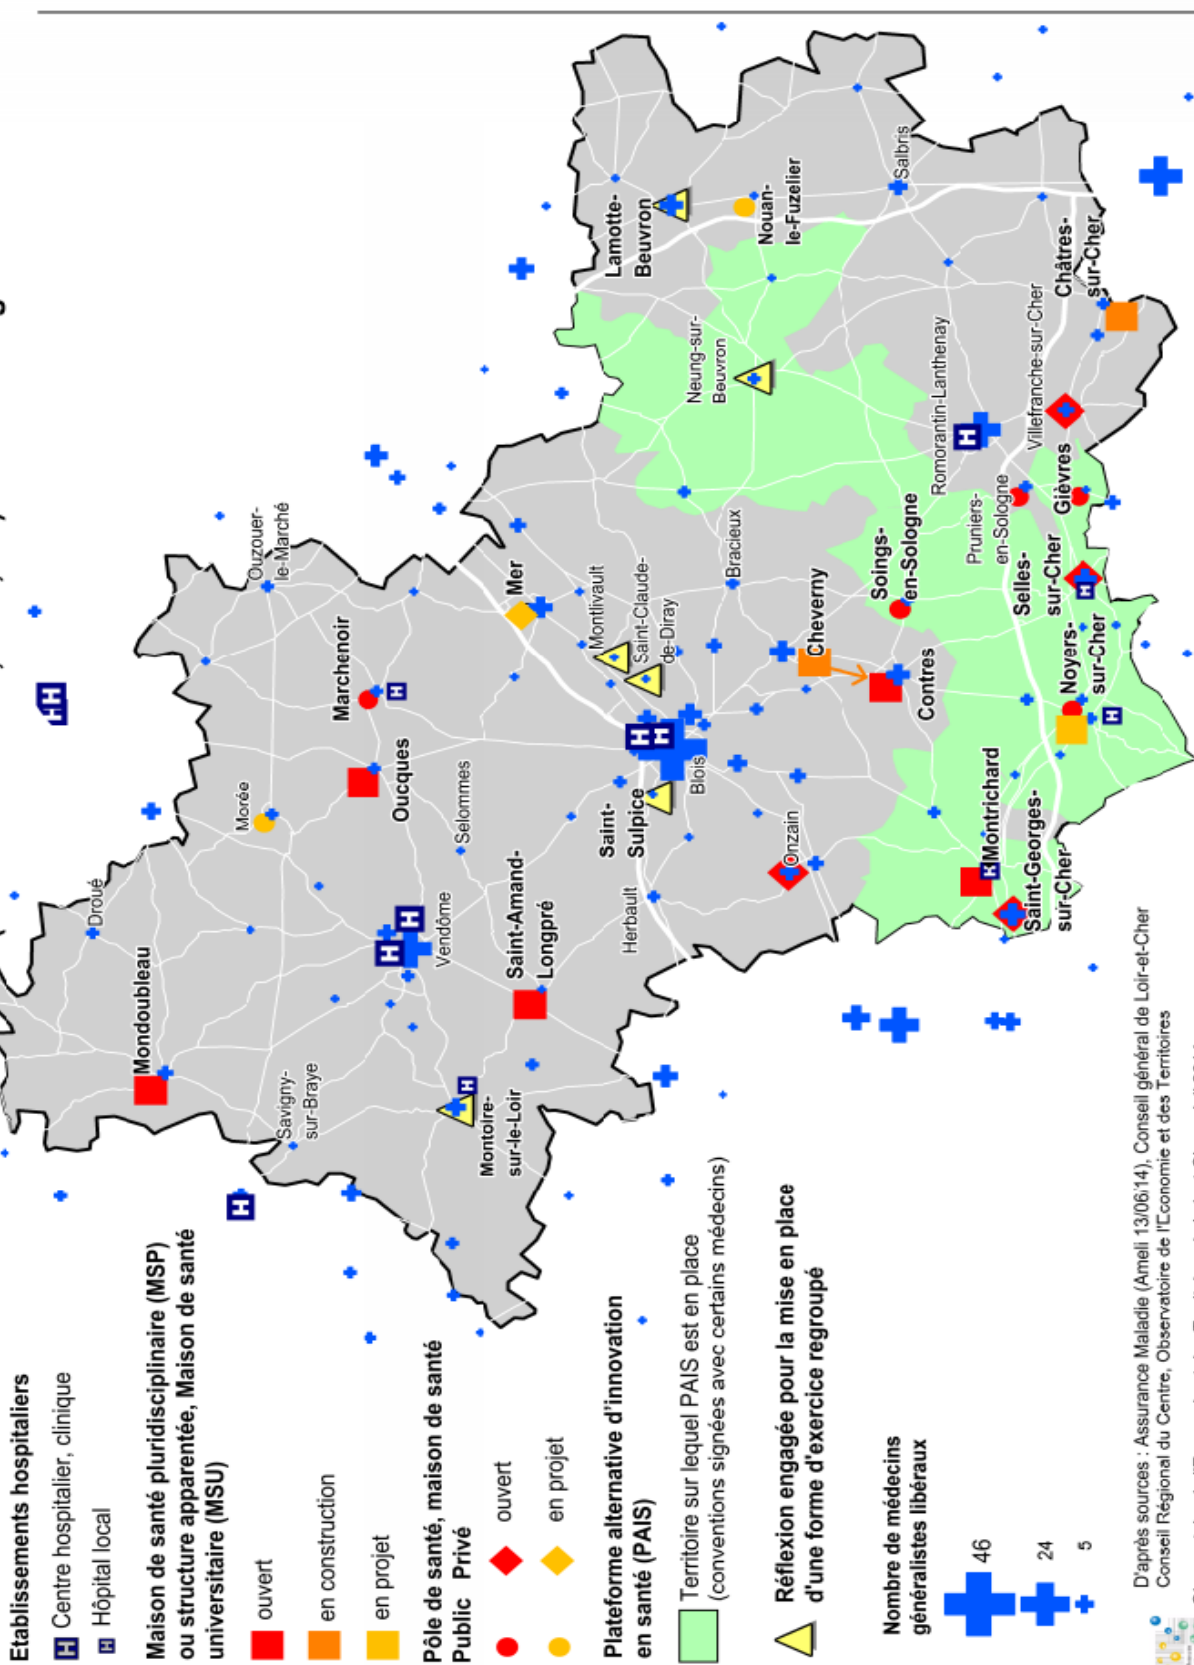 Etablissements hospitaliers
H Centre hospitalier, clinique
H Hôpital local
Maison de santé pluridisciplinaire (MSP)
ou structure apparentée, Maison de santé
universitaire (MSU)
ouvert
en construction
en projet
Pôle de santé, maison de santé
Public Privé
ouvert
en projet
Plateforme alternative d'innovation
en santé (PAIS)
Territoire sur lequel PAIS est en place
(conventions signées avec certains médecins)
Réflexion engagée pour la mise en place
d'une forme d'exercice regroupé
Nombre de médecins
généralistes libéraux
46
24
5
D'après sources : Assurance Maladie (Ameli 13/06/14), Conseil général de Loir-et-Cher
Conseil Régional du Centre, Observatoire de l'Economie et des Territoires
Droué
Mondoubleau
Savigny-
sur-Braye
Morée
Ouzouer-
le-Marché
Marchenoir
Oucques
Selommes
Vendôme
Montoire-
sur-le-Loir
Saint-Amand-
Longpré
Mer
Montlivault
Saint-Claude-
de-Diray
Saint-
Sulpice
Blois
Herbault
Onzain
Bracieux
Cheverny
Contres
Soings-
en-Sologne
Neung-sur-
Beuvron
Lamotte-
Beuvron
Nouan-
le-Fuzelier
Salbris
Romorantin-Lanthenay
Villefranche-sur-Cher
Châtres-
sur-Cher
Pruniers-
en-Sologne
Gièvres
Selles-
sur-Cher
Noyers-
sur-Cher
Montrichard
Saint-Georges-
sur-Cher